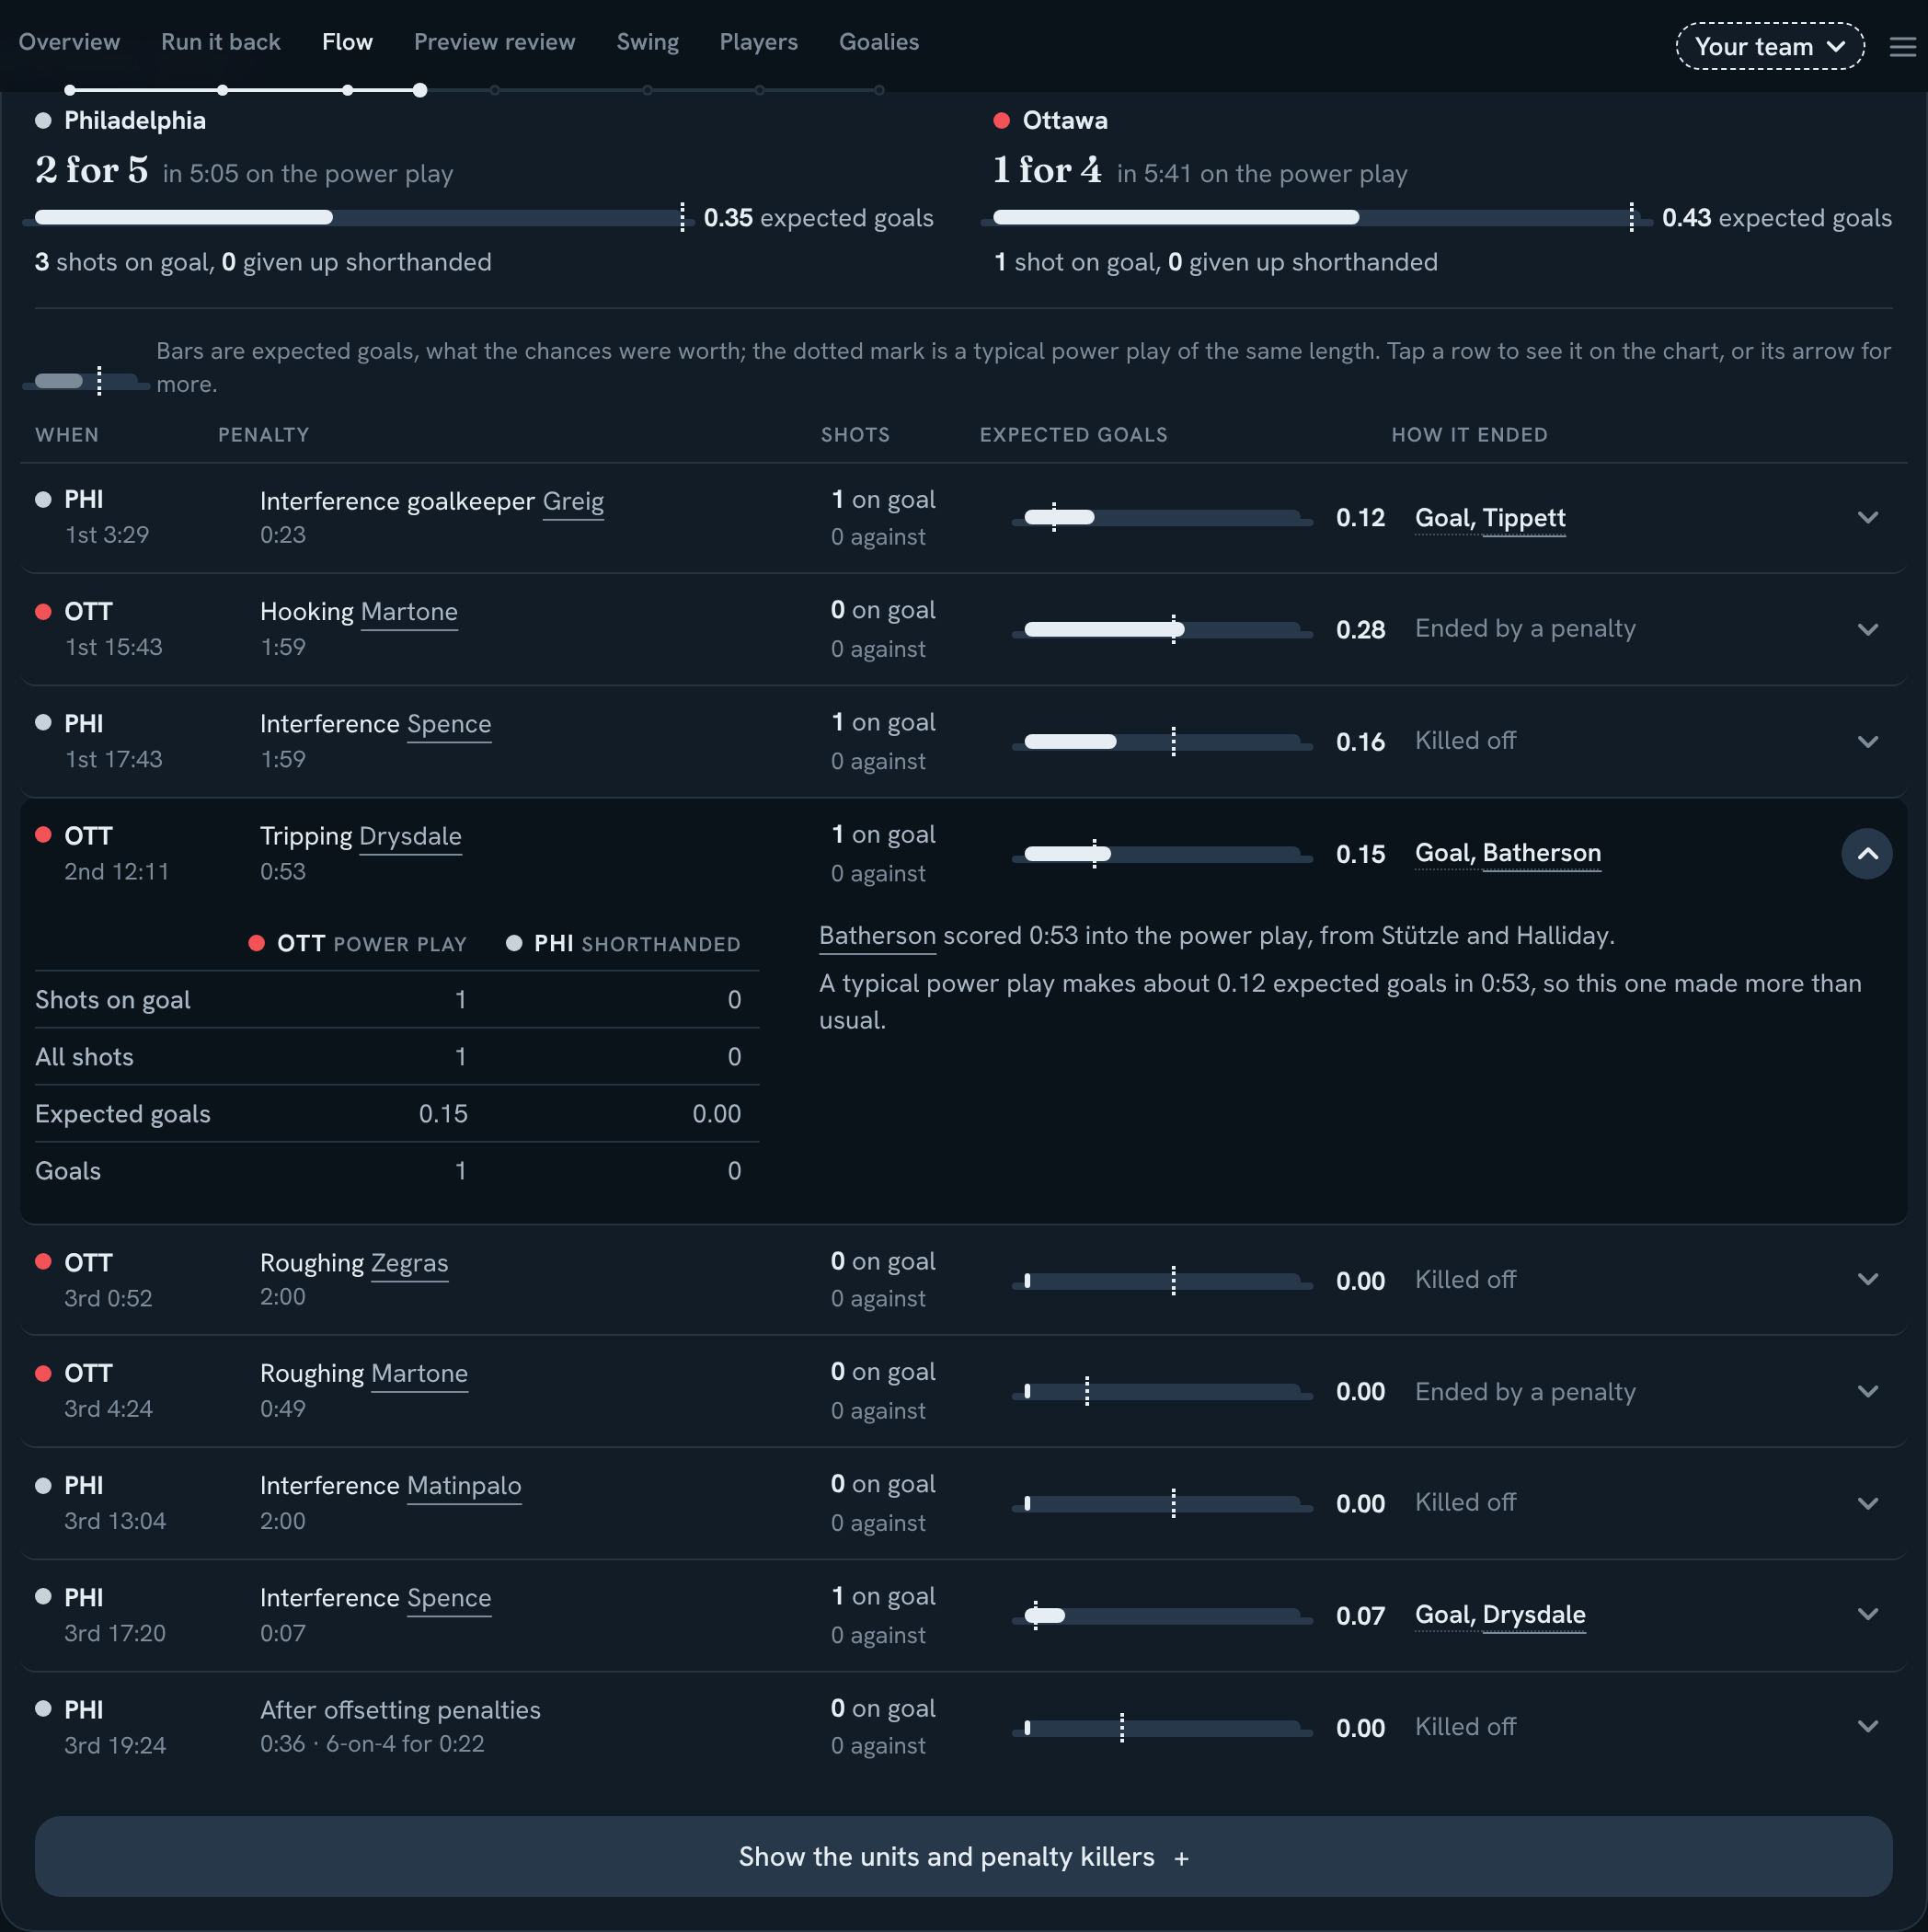 Overview Run it back Flow Preview review Swing Players Goalies Your team
Philadelphia
2 for 5 in 5:05 on the power play
0.35 expected goals
3 shots on goal, 0 given up shorthanded
Ottawa
1 for 4 in 5:41 on the power play
0.43 expected goals
1 shot on goal, 0 given up shorthanded
Bars are expected goals, what the chances were worth; the dotted mark is a typical power play of the same length. Tap a row to see it on the chart, or its arrow for
more.
WHEN PENALTY SHOTS EXPECTED GOALS HOW IT ENDED
PHI Interference goalkeeper Greig 1 on goal 0.12 Goal, Tippett
1st 3:29 0:23 0 against
OTT Hooking Martone 0 on goal 0.28 Ended by a penalty
1st 15:43 1:59 0 against
PHI Interference Spence 1 on goal 0.16 Killed off
1st 17:43 1:59 0 against
OTT Tripping Drysdale 1 on goal 0.15 Goal, Batherson
2nd 12:11 0:53 0 against
OTT POWER PLAY PHI SHORTHANDED
Shots on goal 1 0
All shots 1 0
Expected goals 0.15 0.00
Goals 1 0
Batherson scored 0:53 into the power play, from Stützle and Halliday.
A typical power play makes about 0.12 expected goals in 0:53, so this one made more than
usual.
OTT Roughing Zegras 0 on goal 0.00 Killed off
3rd 0:52 2:00 0 against
OTT Roughing Martone 0 on goal 0.00 Ended by a penalty
3rd 4:24 0:49 0 against
PHI Interference Matinpalo 0 on goal 0.00 Killed off
3rd 13:04 2:00 0 against
PHI Interference Spence 1 on goal 0.07 Goal, Drysdale
3rd 17:20 0:07 0 against
PHI After offsetting penalties 0 on goal 0.00 Killed off
3rd 19:24 0:36 · 6-on-4 for 0:22 0 against
Show the units and penalty killers +